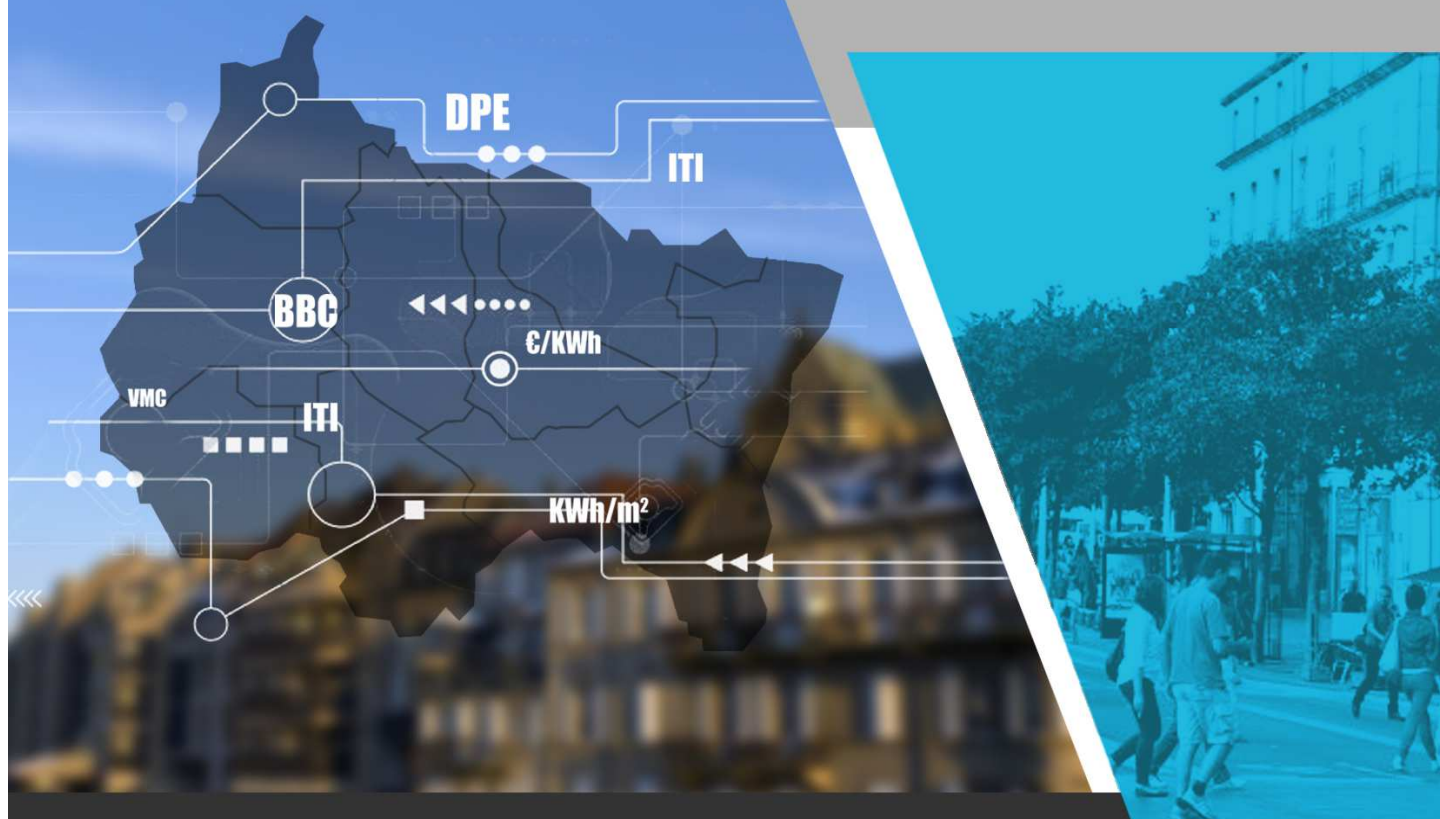 DPE
ITI
BBC
€/KWh
VMC
ITI
KWh/m²